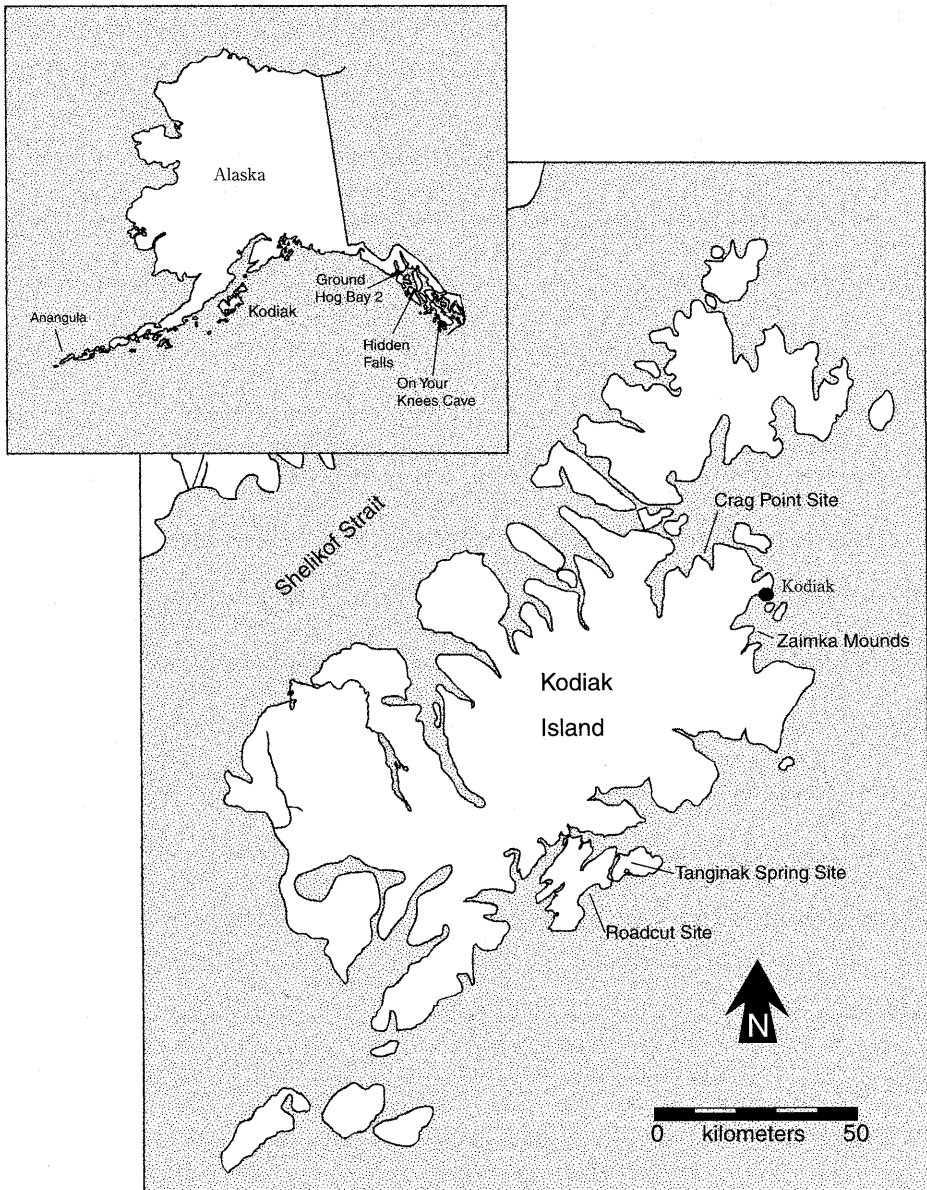 Alaska
Ground
Hog Bay 2
Kodiak
Anangula
Hidden
Falls
On Your
Knees Cave
Crag Point Site
Shelikof Strait
Kodiak
Zaimka Mounds
Kodiak
Island
Tanginak Spring Site
Roadcut Site
N
0 kilometers 50